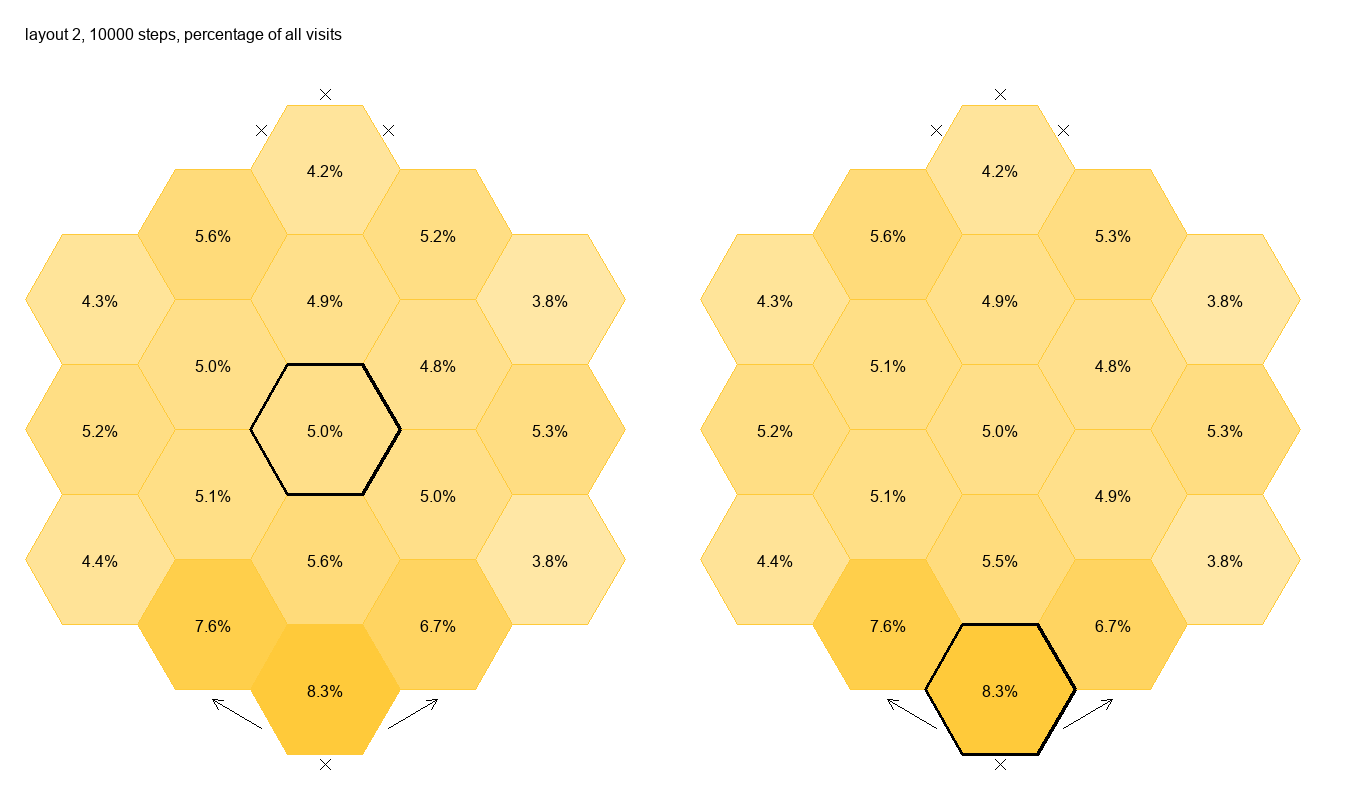 layout 2, 10000 steps, percentage of all visits
4.2% 4.2%
5.6% 5.2% 5.6% 5.3%
4.3% 4.9% 3.8% 4.3% 4.9% 3.8%
5.0% 4.8% 5.1% 4.8%
5.2% 5.0% 5.3% 5.2% 5.0% 5.3%
5.1% 5.0% 5.1% 4.9%
4.4% 5.6% 3.8% 4.4% 5.5% 3.8%
7.6% 6.7% 7.6% 6.7%
8.3% 8.3%